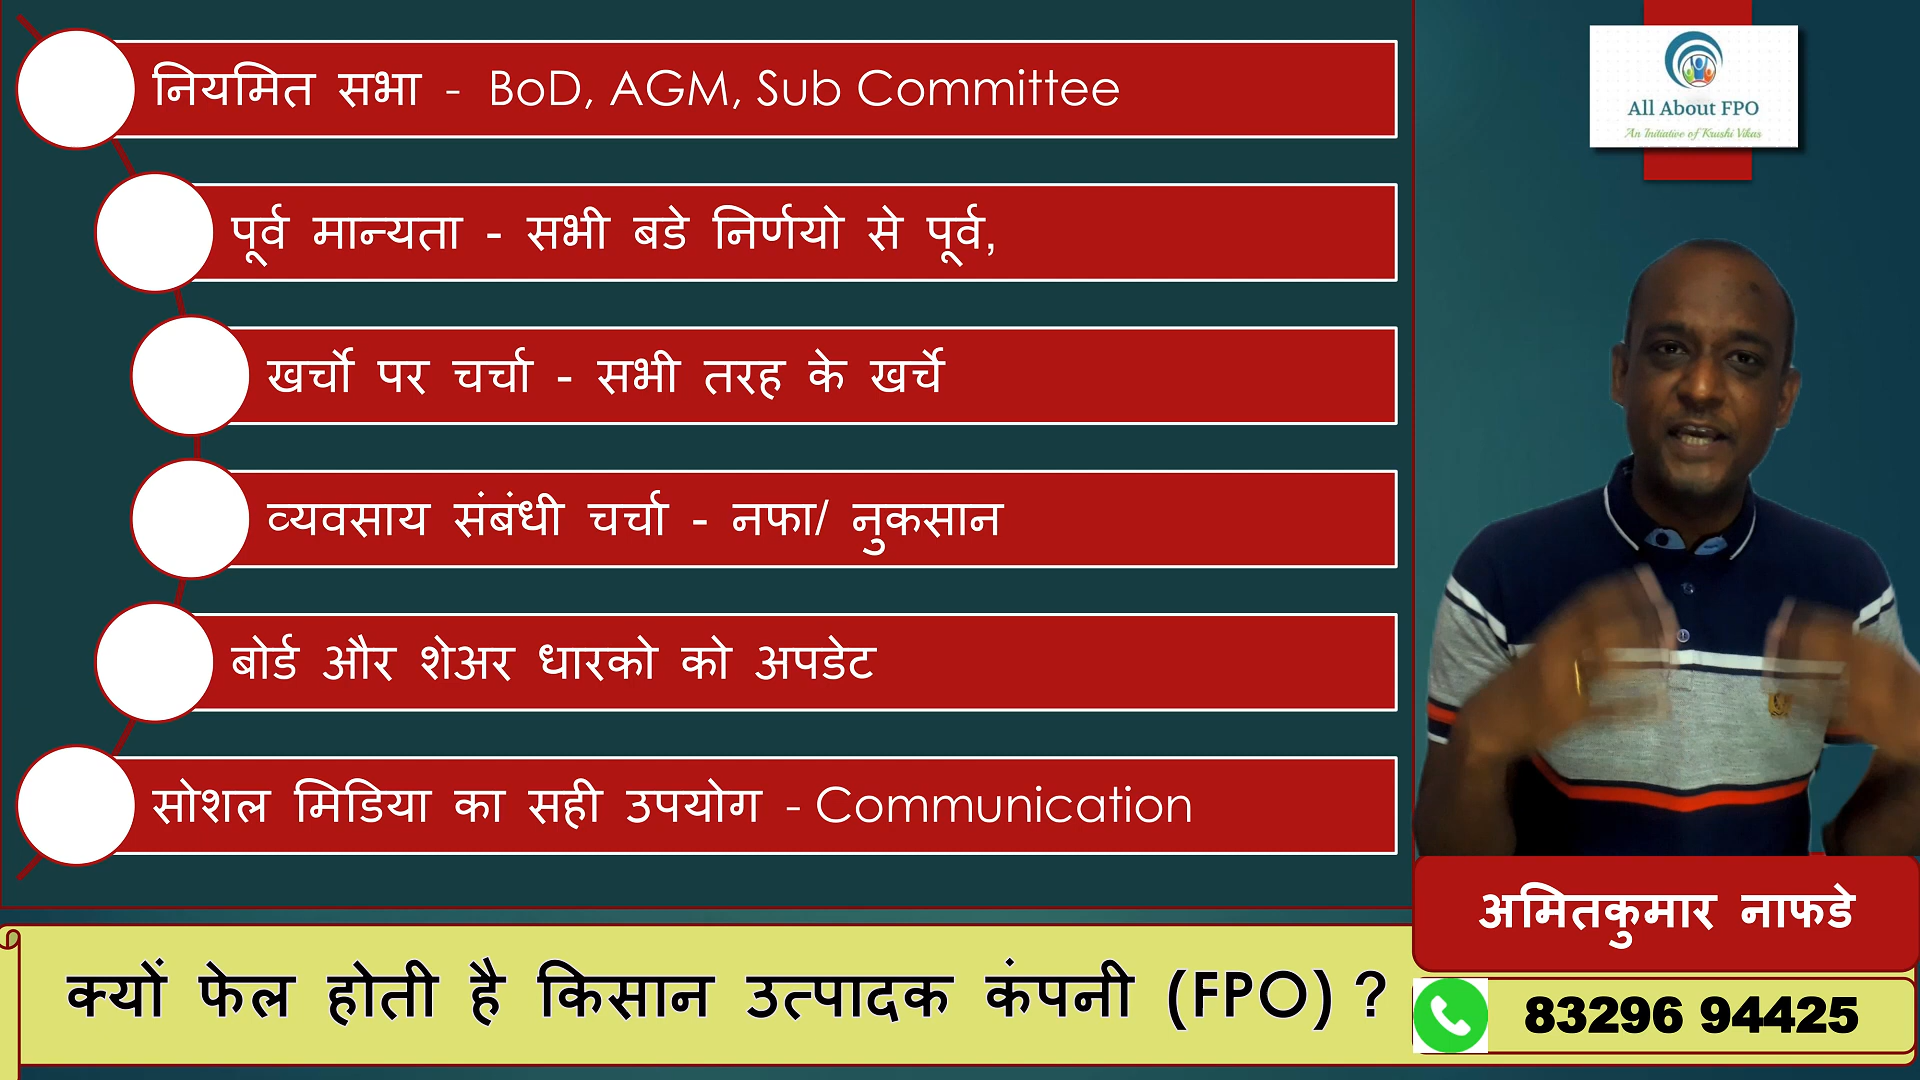 नियमित सभा - BoD, AGM, Sub Committee
पूर्व मान्यता - सभी बडे निर्णयो से पूर्व,
खर्चो पर चर्चा - सभी तरह के खर्चे
व्यवसाय संबंधी चर्चा - नफा/ नुकसान
बोर्ड और शेअर धारको को अपडेट
सोशल मिडिया का सही उपयोग - Communication
क्यों फेल होती है किसान उत्पादक कंपनी (FPO) ?
All About FPO
An Initiative of Krushi Vikas
अमितकुमार नाफडे
83296 94425